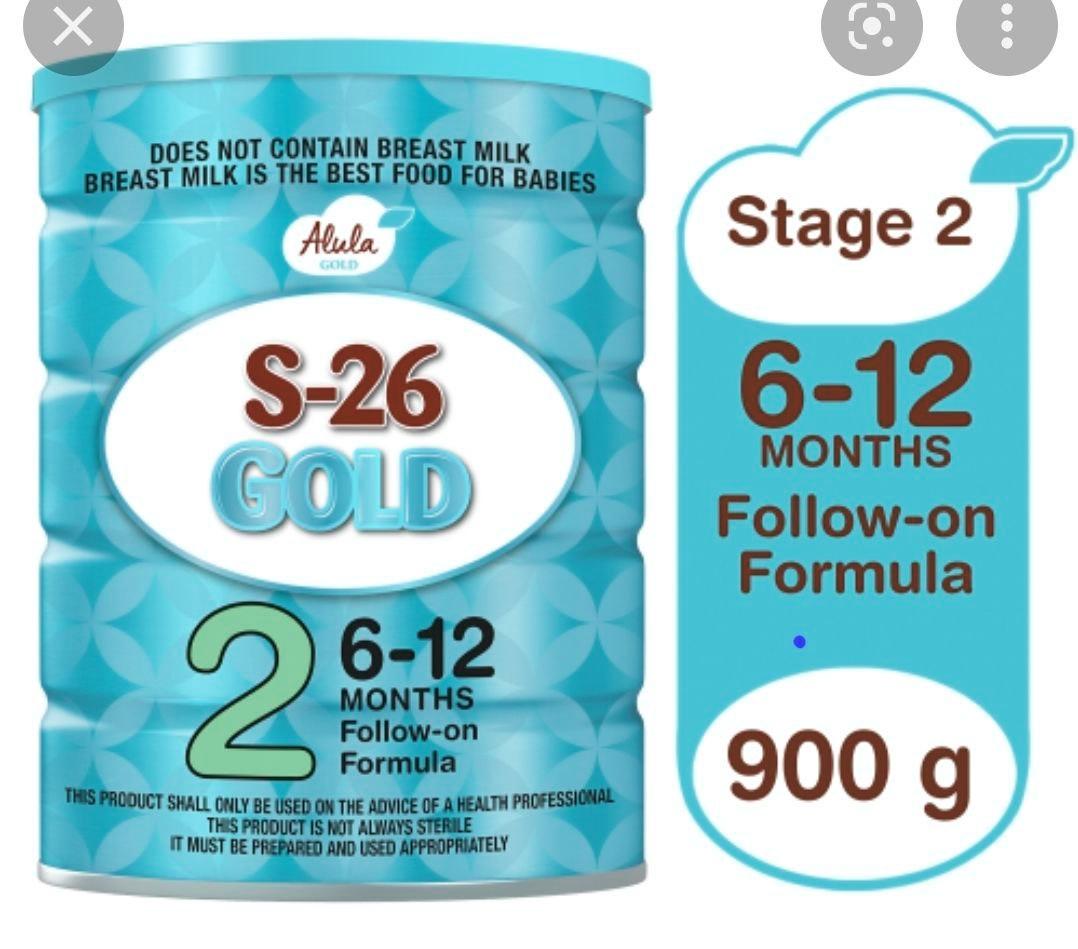 DOES NOT CONTAIN BREAST MILK
BREAST MILK IS THE BEST FOOD FOR BABIES
Alula
GOLD
S-26
GOLD
2
6-12
MONTHS
Follow-on
Formula
THIS PRODUCT SHALL ONLY BE USED ON THE ADVICE OF A HEALTH PROFESSIONAL
THIS PRODUCT IS NOT ALWAYS STERILE
IT MUST BE PREPARED AND USED APPROPRIATELY
Stage 2
6-12
MONTHS
Follow-on
Formula
900 g